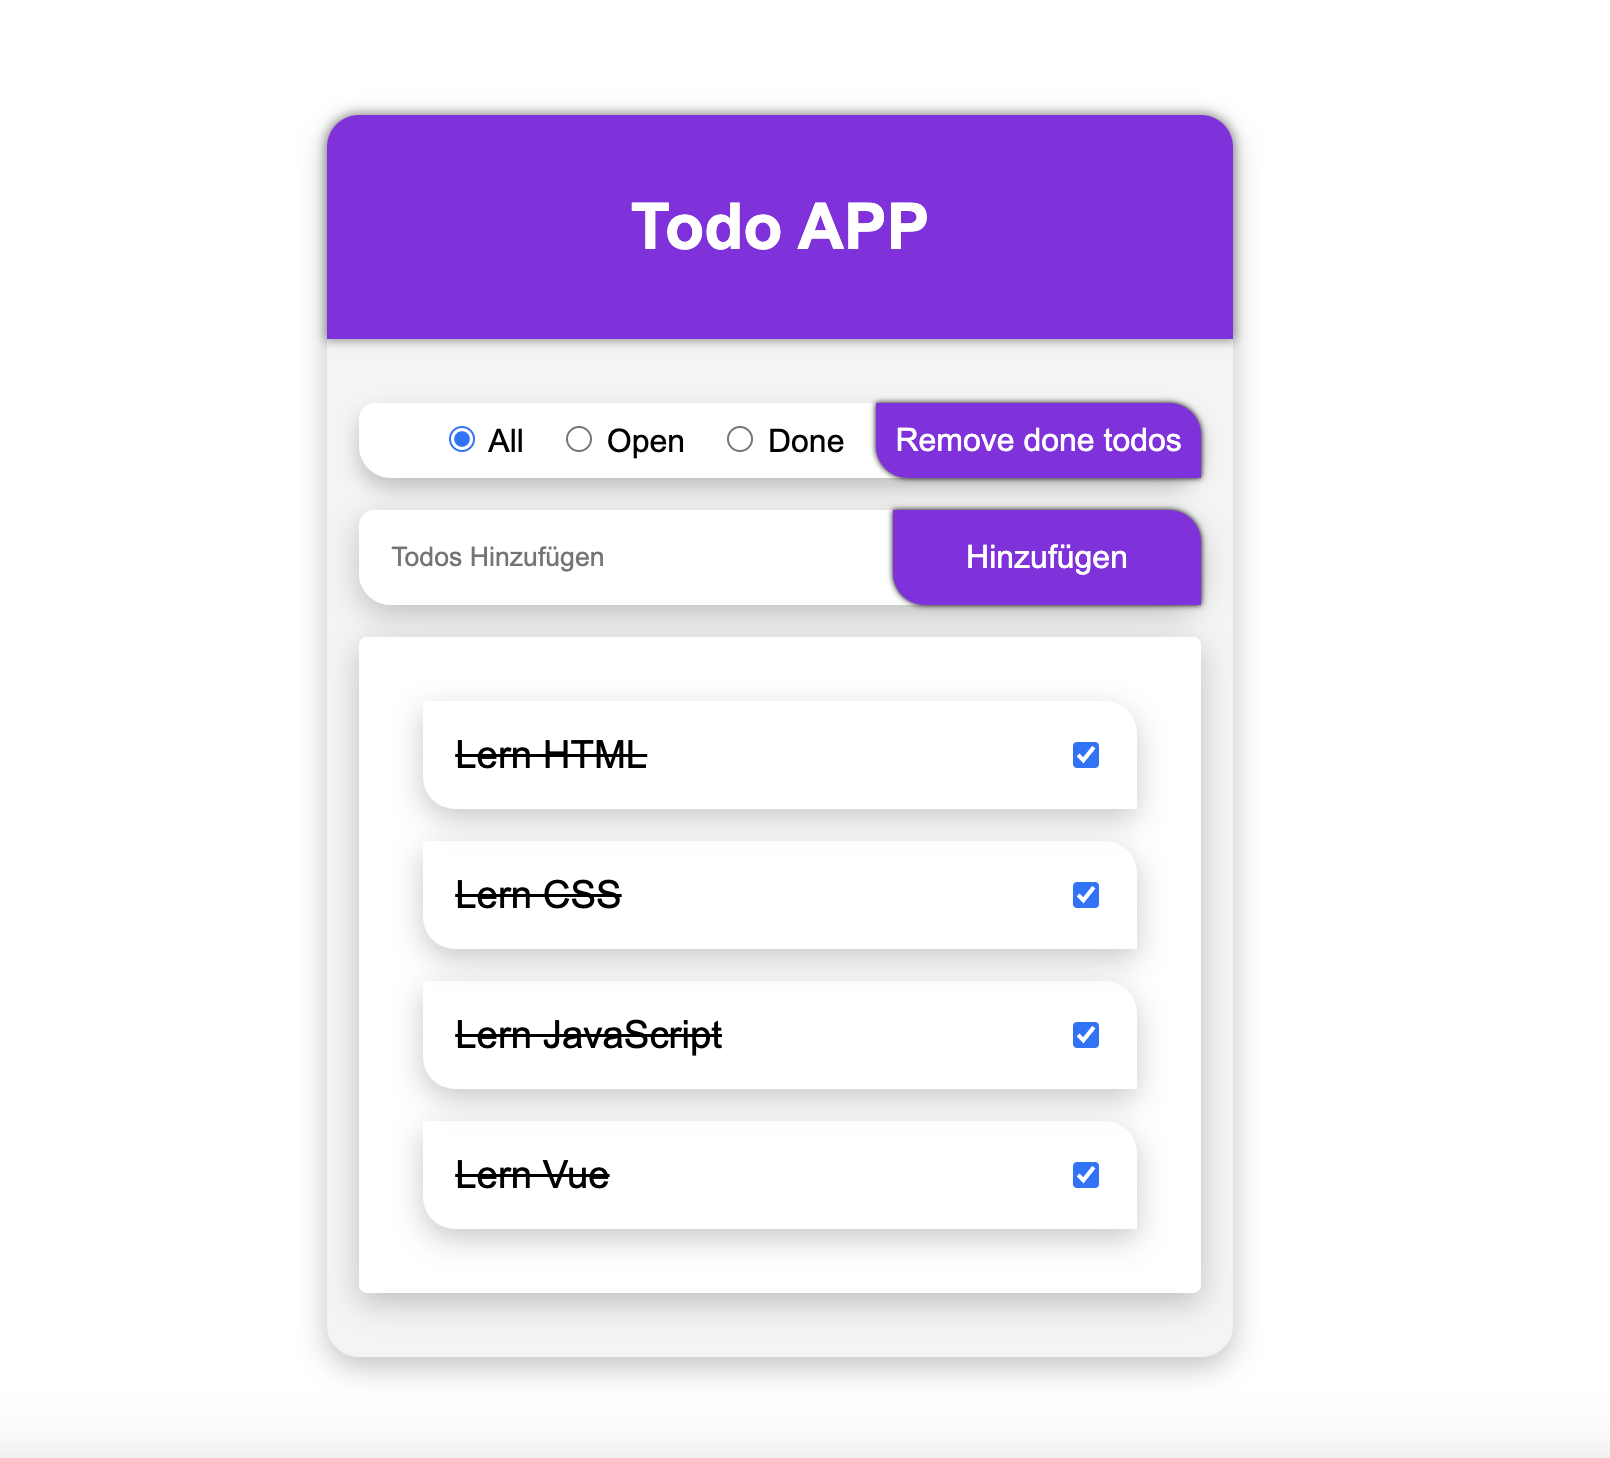 Todo APP
All Open Done Remove done todos
Todos Hinzufügen Hinzufügen
Lern HTML
Lern CSS
Lern JavaScript
Lern Vue